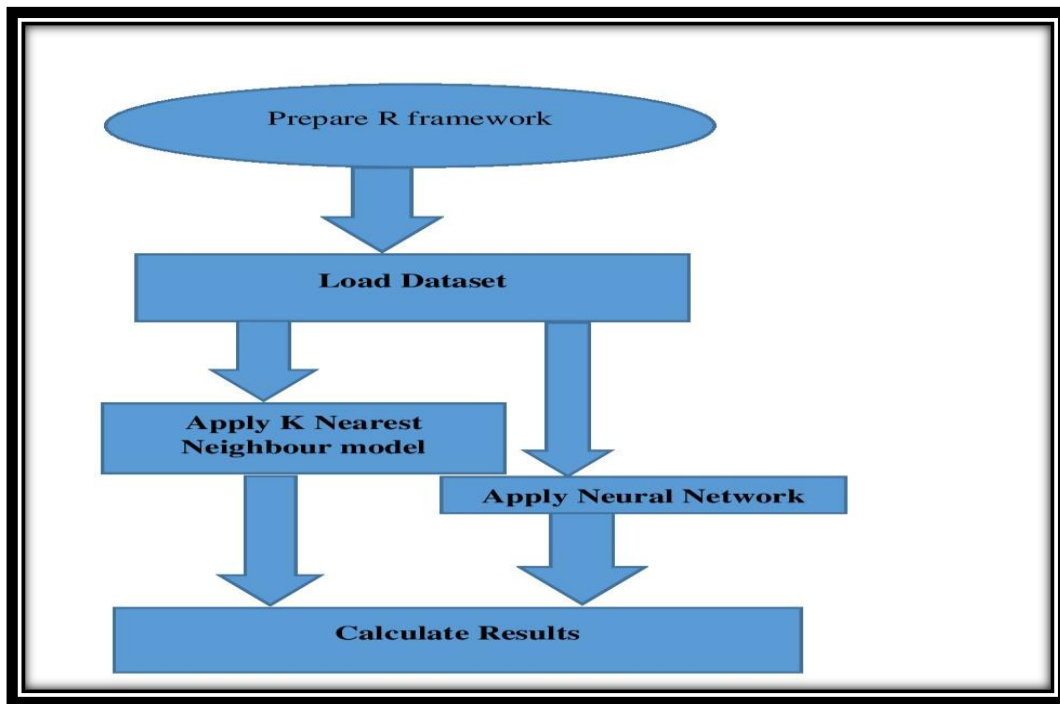 Prepare R framework
Load Dataset
Apply K Nearest
Neighbour model
Apply Neural Network
Calculate Results